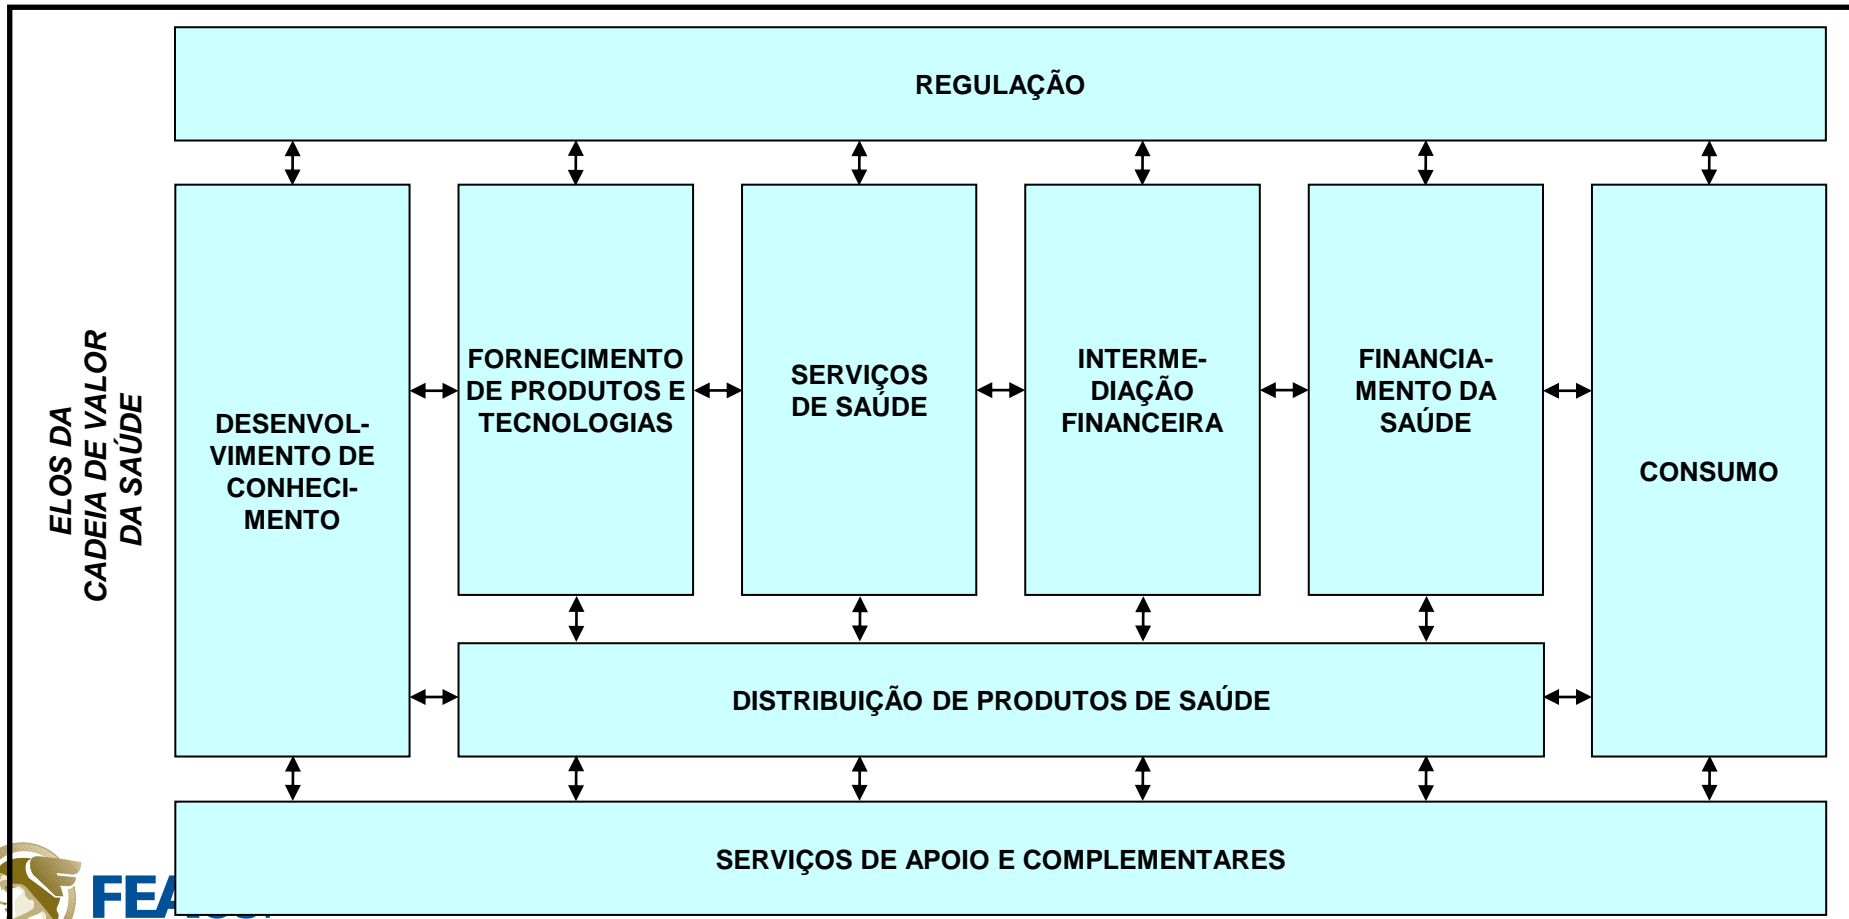 REGULAÇÃO
ELOS DA
CADEIA DE VALOR
DA SAÚDE
DESENVOL-
VIMENTO DE
CONHECI-
MENTO
FORNECIMENTO
DE PRODUTOS E
TECNOLOGIAS
SERVIÇOS
DE SAÚDE
INTERME-
DIAÇÃO
FINANCEIRA
FINANCIA-
MENTO DA
SAÚDE
CONSUMO
DISTRIBUIÇÃO DE PRODUTOS DE SAÚDE
SERVIÇOS DE APOIO E COMPLEMENTARES
FEA